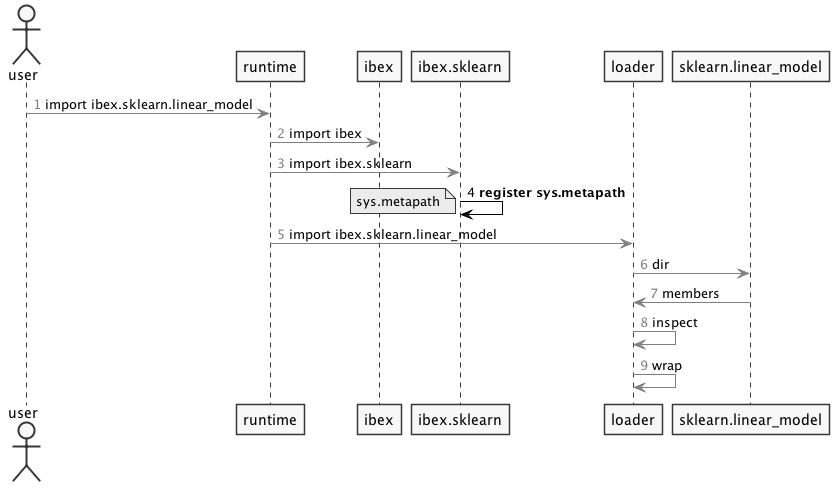 user
runtime
ibex
ibex.sklearn
loader
sklearn.linear_model
1 import ibex.sklearn.linear_model
2 import ibex
3 import ibex.sklearn
sys.metapath
4 register sys.metapath
5 import ibex.sklearn.linear_model
6 dir
7 members
8 inspect
9 wrap
user
runtime
ibex
ibex.sklearn
loader
sklearn.linear_model